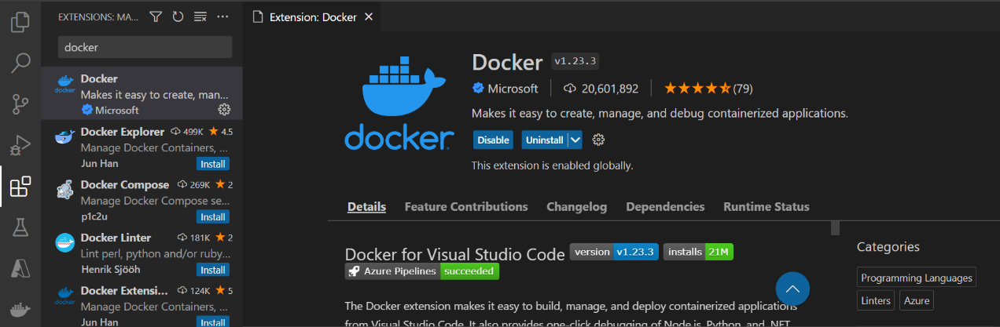 EXTENSIONS: MA...
docker
Docker
Makes it easy to create, man...
Microsoft
Docker Explorer 499K 4.5
Manage Docker Containers, ...
Jun Han Install
Docker Compose 269K 2
Manage Docker Compose se...
p1c2u Install
Docker Linter 181K 2
Lint perl, python and/or ruby...
Henrik Sjööh Install
Docker Extensi... 124K 5
Manage Docker Containers, ...
Jun Han Install
Extension: Docker
docker
Docker v1.23.3
Microsoft 20,601,892 (79)
Makes it easy to create, manage, and debug containerized applications.
Disable Uninstall
This extension is enabled globally.
Details Feature Contributions Changelog Dependencies Runtime Status
Docker for Visual Studio Code version v1.23.3 installs 21M
Azure Pipelines succeeded
The Docker extension makes it easy to build, manage, and deploy containerized applications
from Visual Studio Code. It also provides one-click debugging of Node.js, Python, and .NET
Categories
Programming Languages
Linters Azure